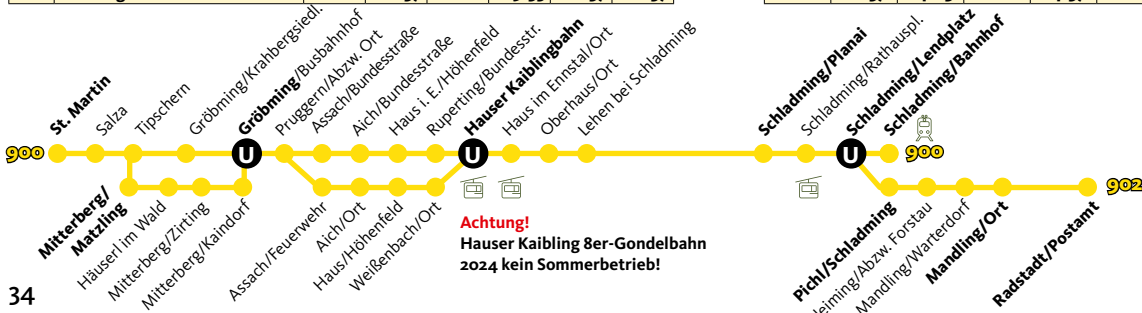 St. Martin
Salza
Tipschern
Gröbming/Krahbergsiedl.
Gröbming/Busbahnhof
Pruggern/Abzw. Ort
Assach/Bundesstraße
Aich/Bundesstraße
Haus i. E./Höhenfeld
Ruperting/Bundesstr.
Hauser Kaiblingbahn
Haus im Ennstal/Ort
Oberhaus/Ort
Lehen bei Schladming
Schladming/Planai
Schladming/Rathauspl.
Schladming/Lendplatz
Schladming/Bahnhof
900
U
U
U
900
902
Mitterberg/
Matzling
Häuserl im Wald
Mitterberg/Zirting
Mitterberg/Kaindorf
Assach/Feuerwehr
Aich/Ort
Haus/Höhenfeld
Weißenbach/Ort
Achtung!
Hauser Kaibling 8er-Gondelbahn
2024 kein Sommerbetrieb!
Pichl/Schladming
Abzw. Forstau
Mandling/Warterdorf
Mandling/Ort
Radstadt/Postamt
34